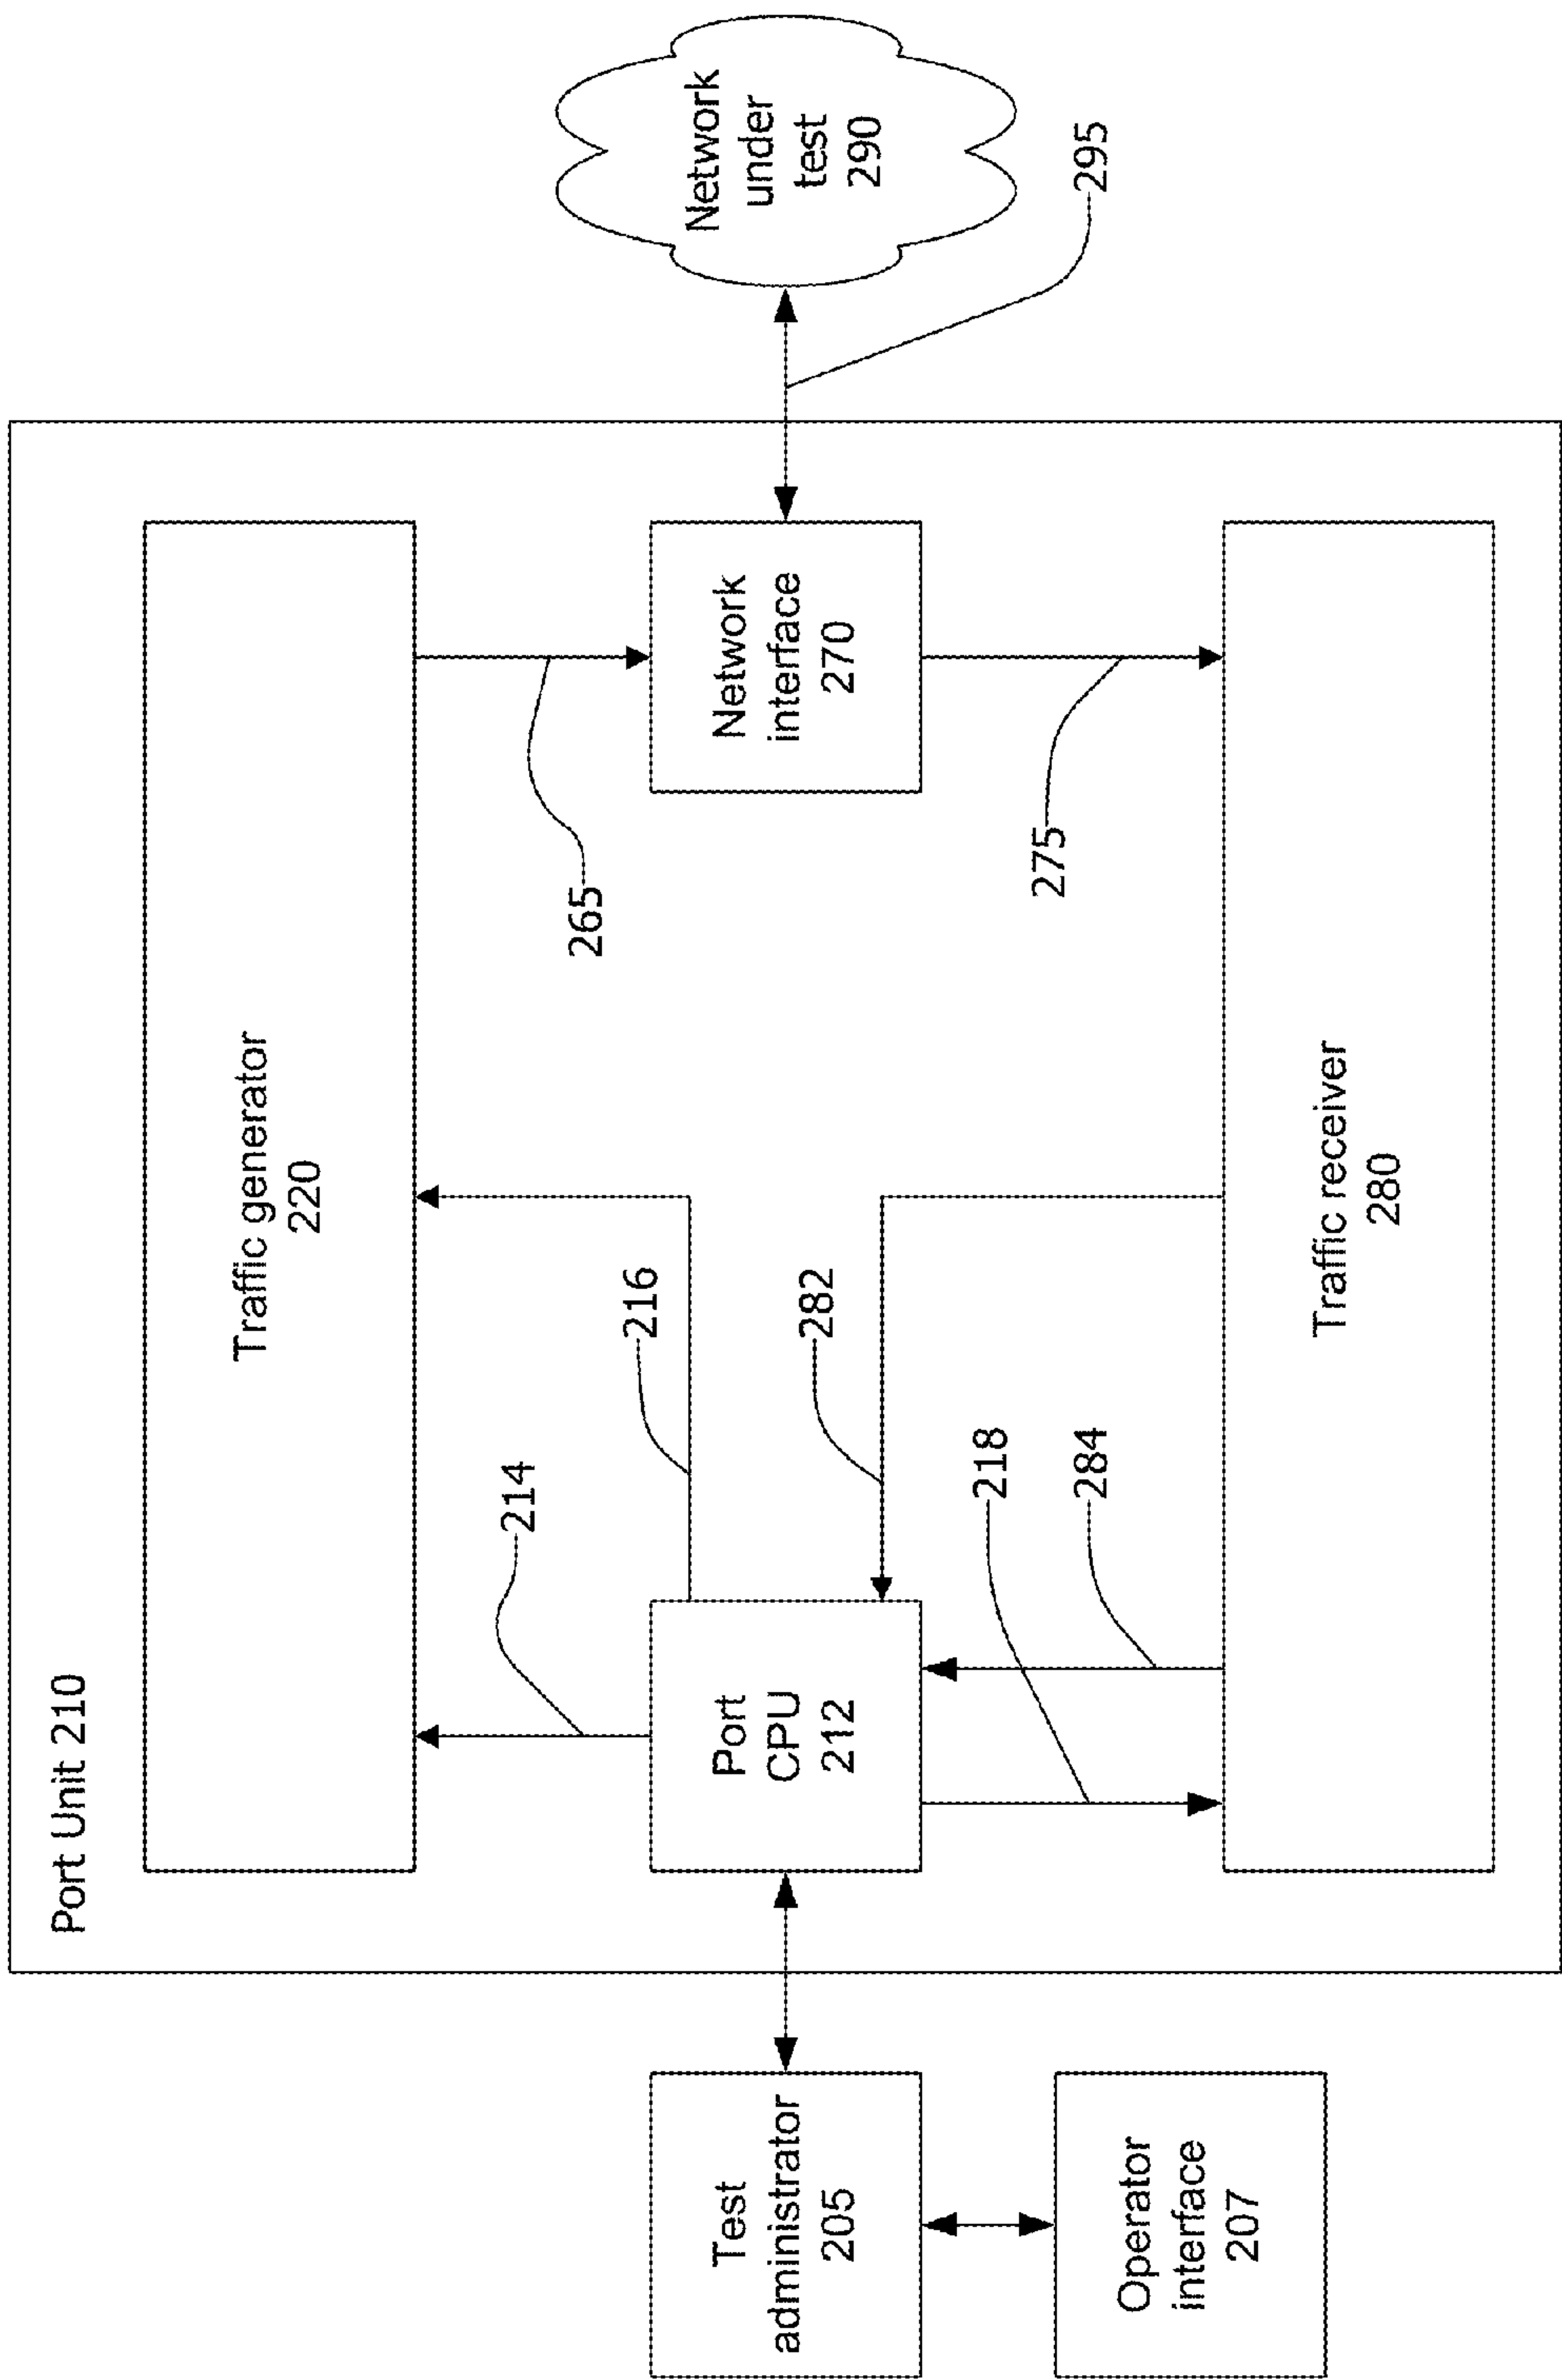 Port Unit 210
Traffic generator
220
Test
administrator
205
Operator
interface
207
Port
CPU
212
214
216
282
218
284
265
Network
interface
270
275
Traffic receiver
280
Network
under
test
290
295